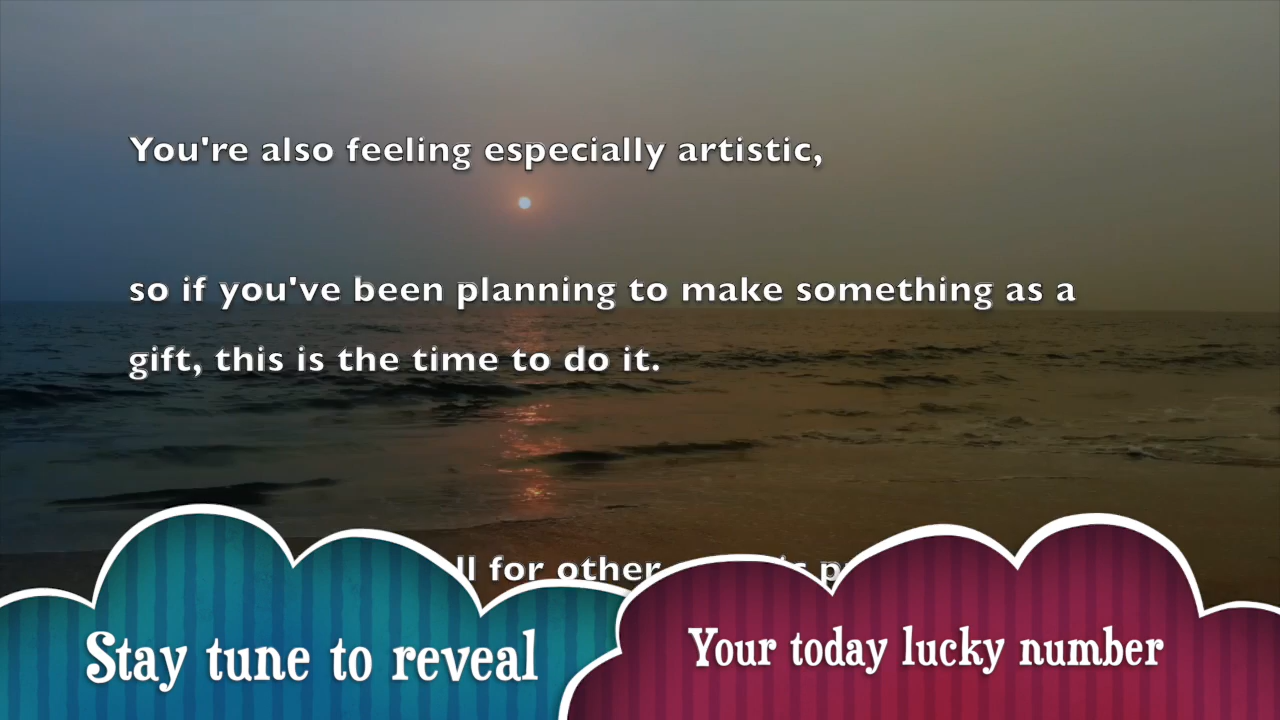 You're also feeling especially artistic,
so if you've been planning to make something as a
gift, this is the time to do it.
for other
Stay tune to reveal
Your today lucky number